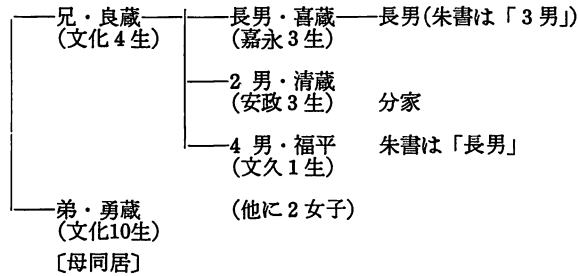 兄・良蔵 長男・喜蔵 長男(朱書は「3男」)
(文化4生) (嘉永3生)
2 男・清蔵
(安政3生) 分家
4 男・福平 朱書は「長男」
(文久1生)
弟・勇蔵 (他に2女子)
(文化10生)
〔母同居〕